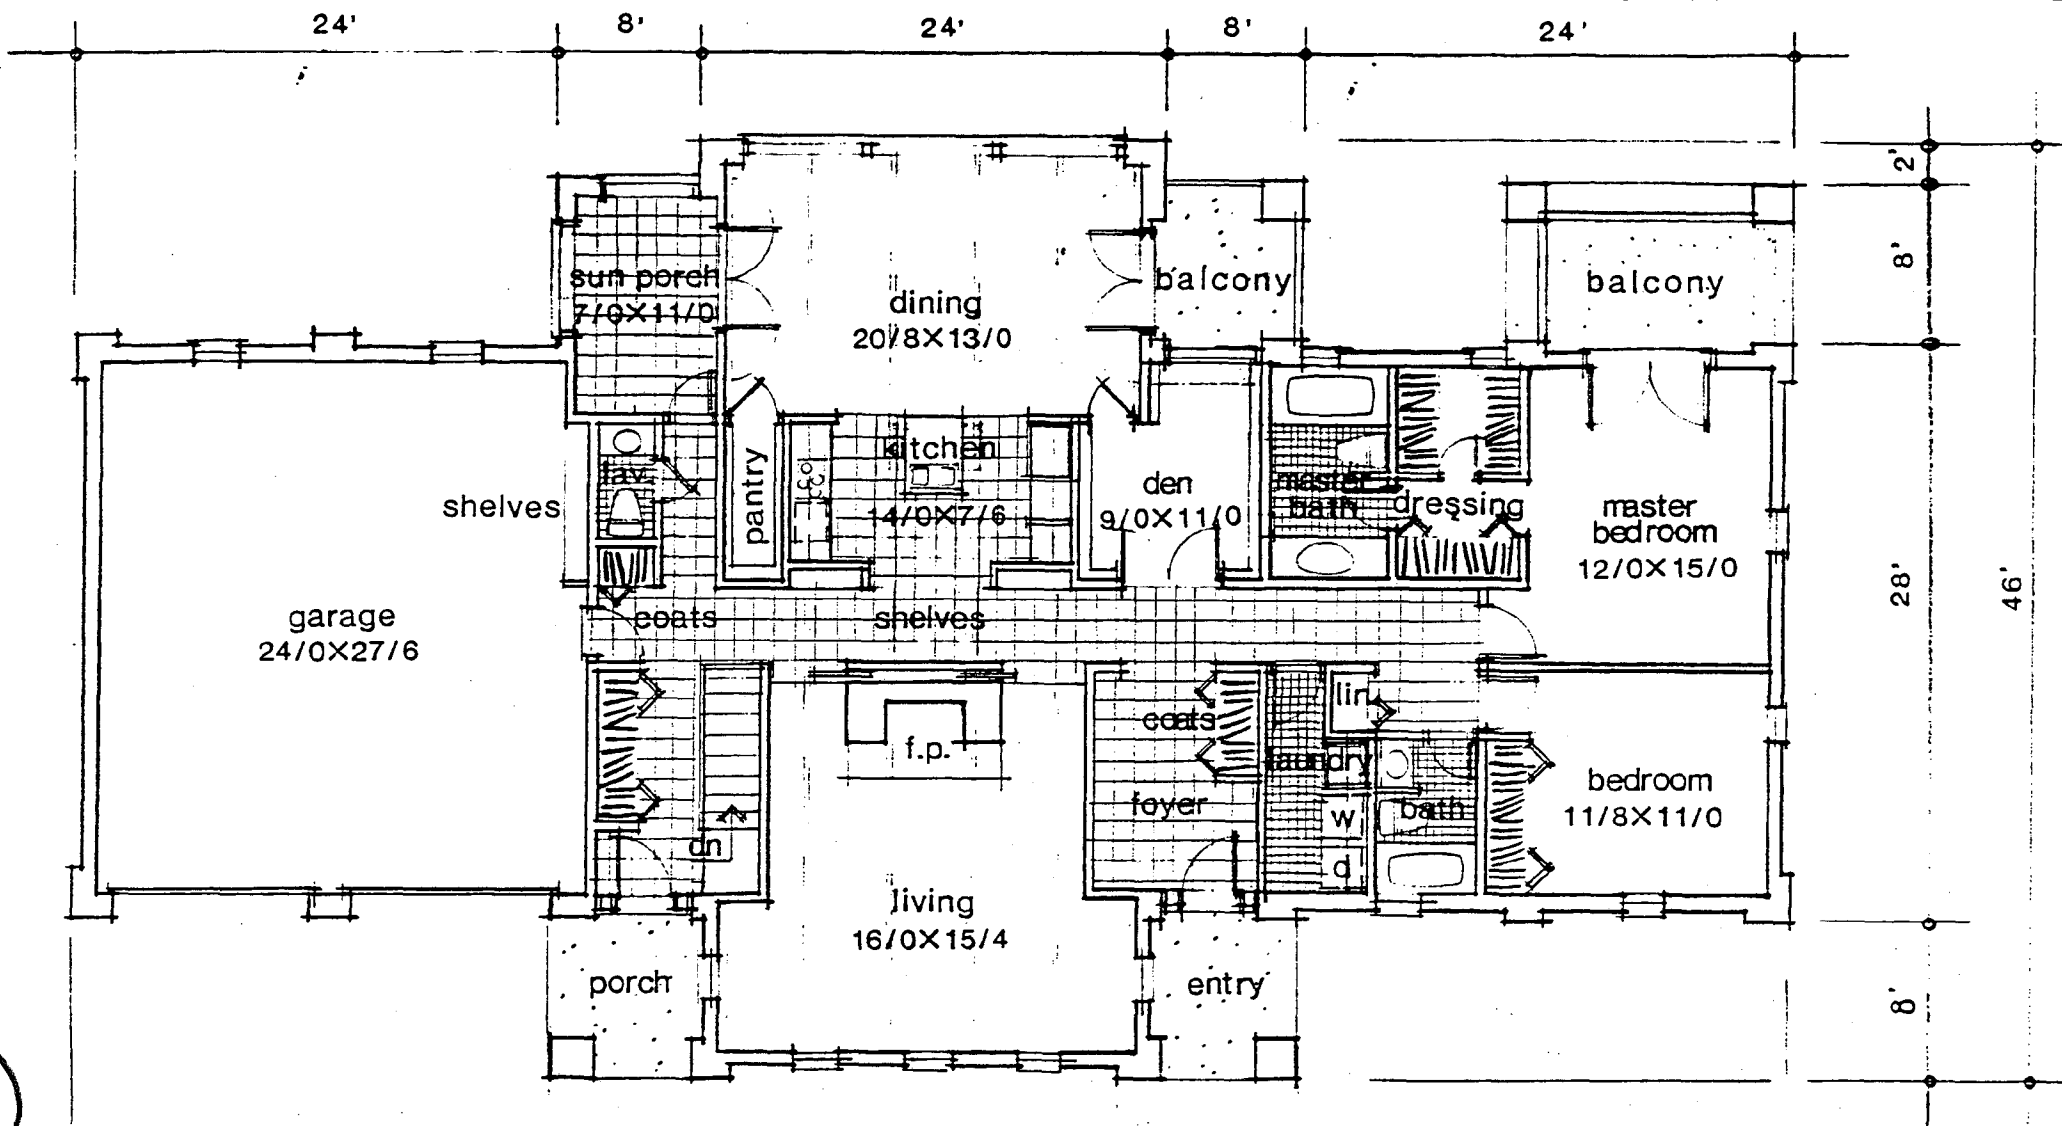 24' 8' 24' 8' 24'
2'
8'
28'
46'
8'
sun porch
7/0X11/0
dining
20/8X13/0
balcony
balcony
kitchen
14/0X7/6
pantry
lav.
shelves
den
9/0X11/0
master
bath
dressing
master
bedroom
12/0X15/0
garage
24/0X27/6
coats
shelves
f.p.
coats
foyer
lin.
laundry
w
d
bath
bedroom
11/8X11/0
dn
living
16/0X15/4
porch
entry